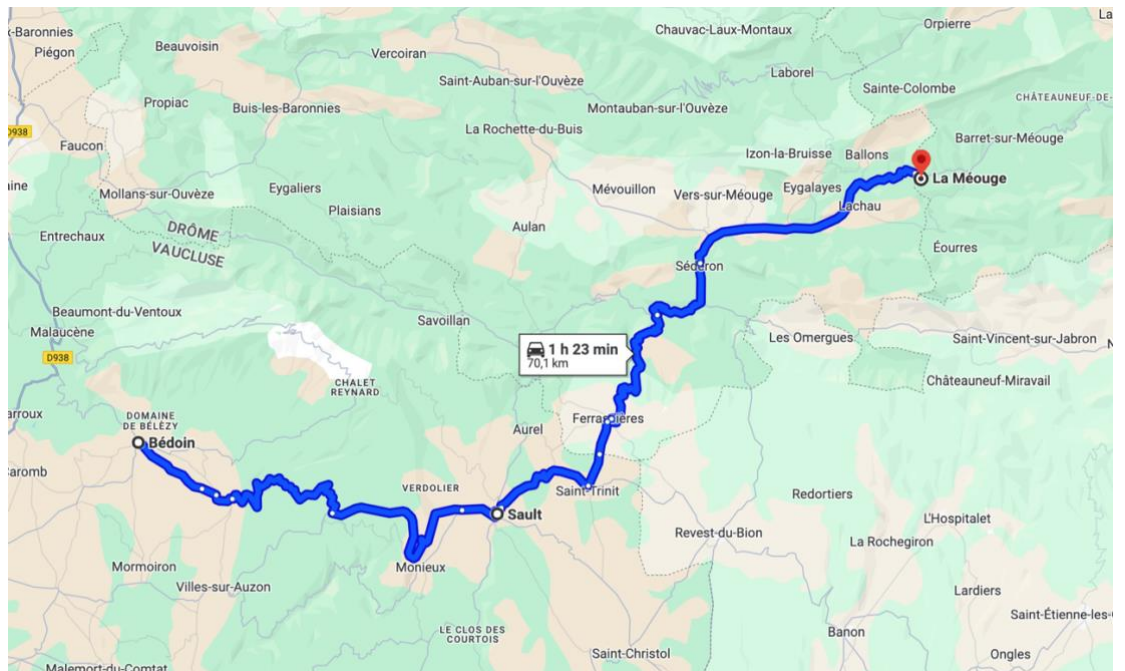 La
x-Baronnies
Piégon
Beauvoisin
Vercoiran
Chauvac-Laux-Montaux
Orpierre
Laborel
Saint-Auban-sur-l'Ouvèze
Sainte-Colombe
Propiac
Buis-les-Baronnies
Montauban-sur-l'Ouvèze
CHÂTEAUNEUF-DE-
D938
Faucon
La Rochette-du-Buis
Barret-sur-Méouge
Izon-la-Bruisse
Ballons
aine
Mollans-sur-Ouvèze
Eygaliers
Mévouillon
Vers-sur-Méouge
Eygalayes
La Méouge
Plaisians
Lachau
Aulan
Entrechaux
DRÔME
VAUCLUSE
Éourres
Séderon
Beaumont-du-Ventoux
Savoillan
Malaucène
Les Omergues
Saint-Vincent-sur-Jabron
D938
1 h 23 min
70,1 km
Châteauneuf-Miravail
CHALET
REYNARD
arroux
DOMAINE
DE BÉLÉZY
Ferrassières
Bédoin
Aurel
Caromb
VERDOLIER
Saint-Trinit
Redortiers
Sault
L'Hospitalet
Revest-du-Bion
La Rochegiron
Mormoiron
Monieux
Villes-sur-Auzon
Lardiers
Saint-Étienne-les-
LE CLOS DES
COURTOIS
Banon
Saint-Christol
Ongles
Malemort-du-Comtat